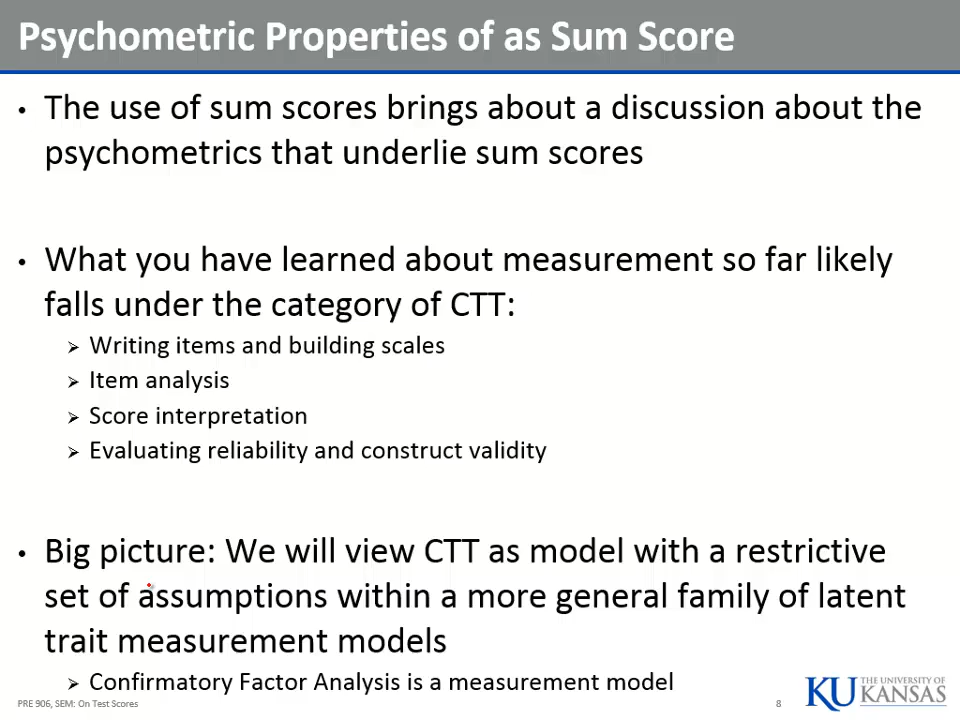 Psychometric Properties of as Sum Score
• The use of sum scores brings about a discussion about the
psychometrics that underlie sum scores
• What you have learned about measurement so far likely
falls under the category of CTT:
➢ Writing items and building scales
➢ Item analysis
➢ Score interpretation
➢ Evaluating reliability and construct validity
• Big picture: We will view CTT as model with a restrictive
set of assumptions within a more general family of latent
trait measurement models
➢ Confirmatory Factor Analysis is a measurement model
PRE 906, SEM: On Test Scores
8
KU THE UNIVERSITY OF
KANSAS